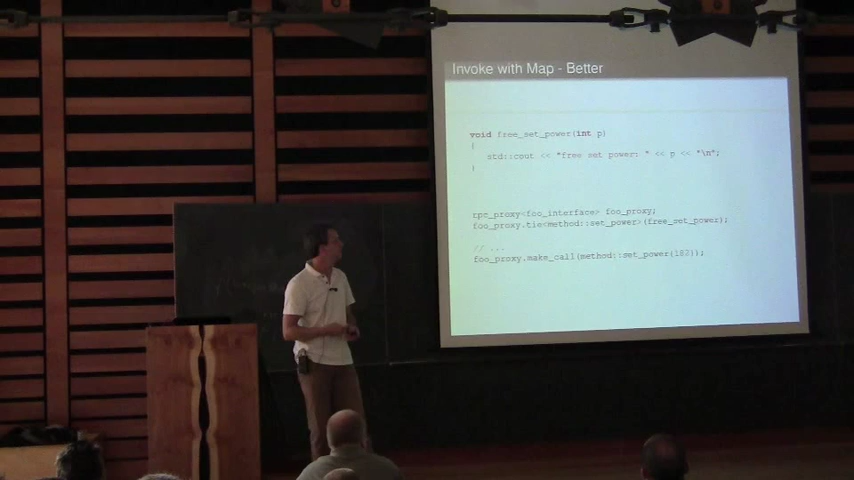 Invoke with Map - Better
void free_set_power(int p)
{
std::cout << "free set power: " << p << "\n";
}
rpc_proxy<foo_interface> foo_proxy;
foo_proxy.tie<method::set_power>(free_set_power);
// ...
foo_proxy.make_call(method::set_power(182));